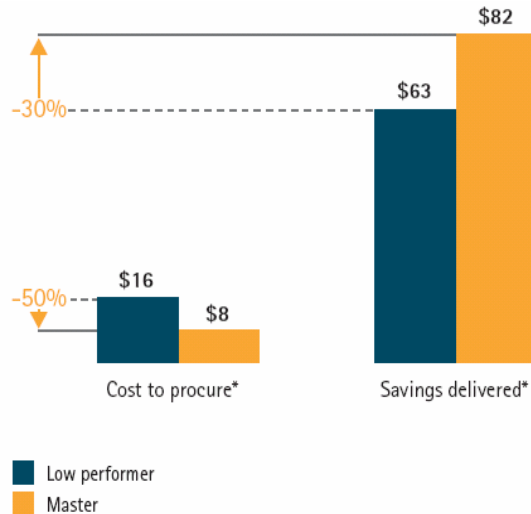 $82
$63
-30%
-50%
$16
$8
Cost to procure*
Savings delivered*
Low performer
Master